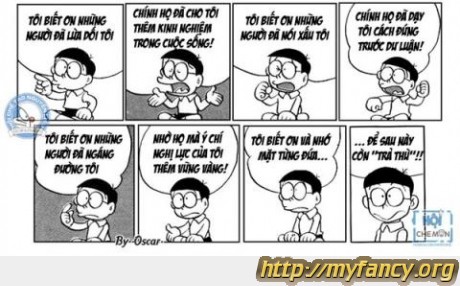 TÔI BIẾT ƠN NHỮNG
NGƯỜI ĐÃ LỪA DỐI TÔI
CHÍNH HỌ ĐÃ CHO TÔI
THÊM KINH NGHIỆM
TRONG CUỘC SỐNG!
TÔI BIẾT ƠN NHỮNG
NGƯỜI ĐÃ NÓI XẤU TÔI
CHÍNH HỌ ĐÃ DẠY
TÔI CÁCH ĐỨNG
TRƯỚC DƯ LUẬN!
TÔI BIẾT ƠN NHỮNG
NGƯỜI ĐÃ NGÁNG
ĐƯỜNG TÔI
NHỜ HỌ MÀ Ý CHÍ
NGHỊ LỰC CỦA TÔI
THÊM VỮNG VÀNG!
TÔI BIẾT ƠN VÀ NHỚ
MẶT TỪNG ĐỨA...
... ĐỂ SAU NÀY
CÒN "TRẢ THÙ"!!
By Oscar
HỘI
CHEMON
http://myfancy.org